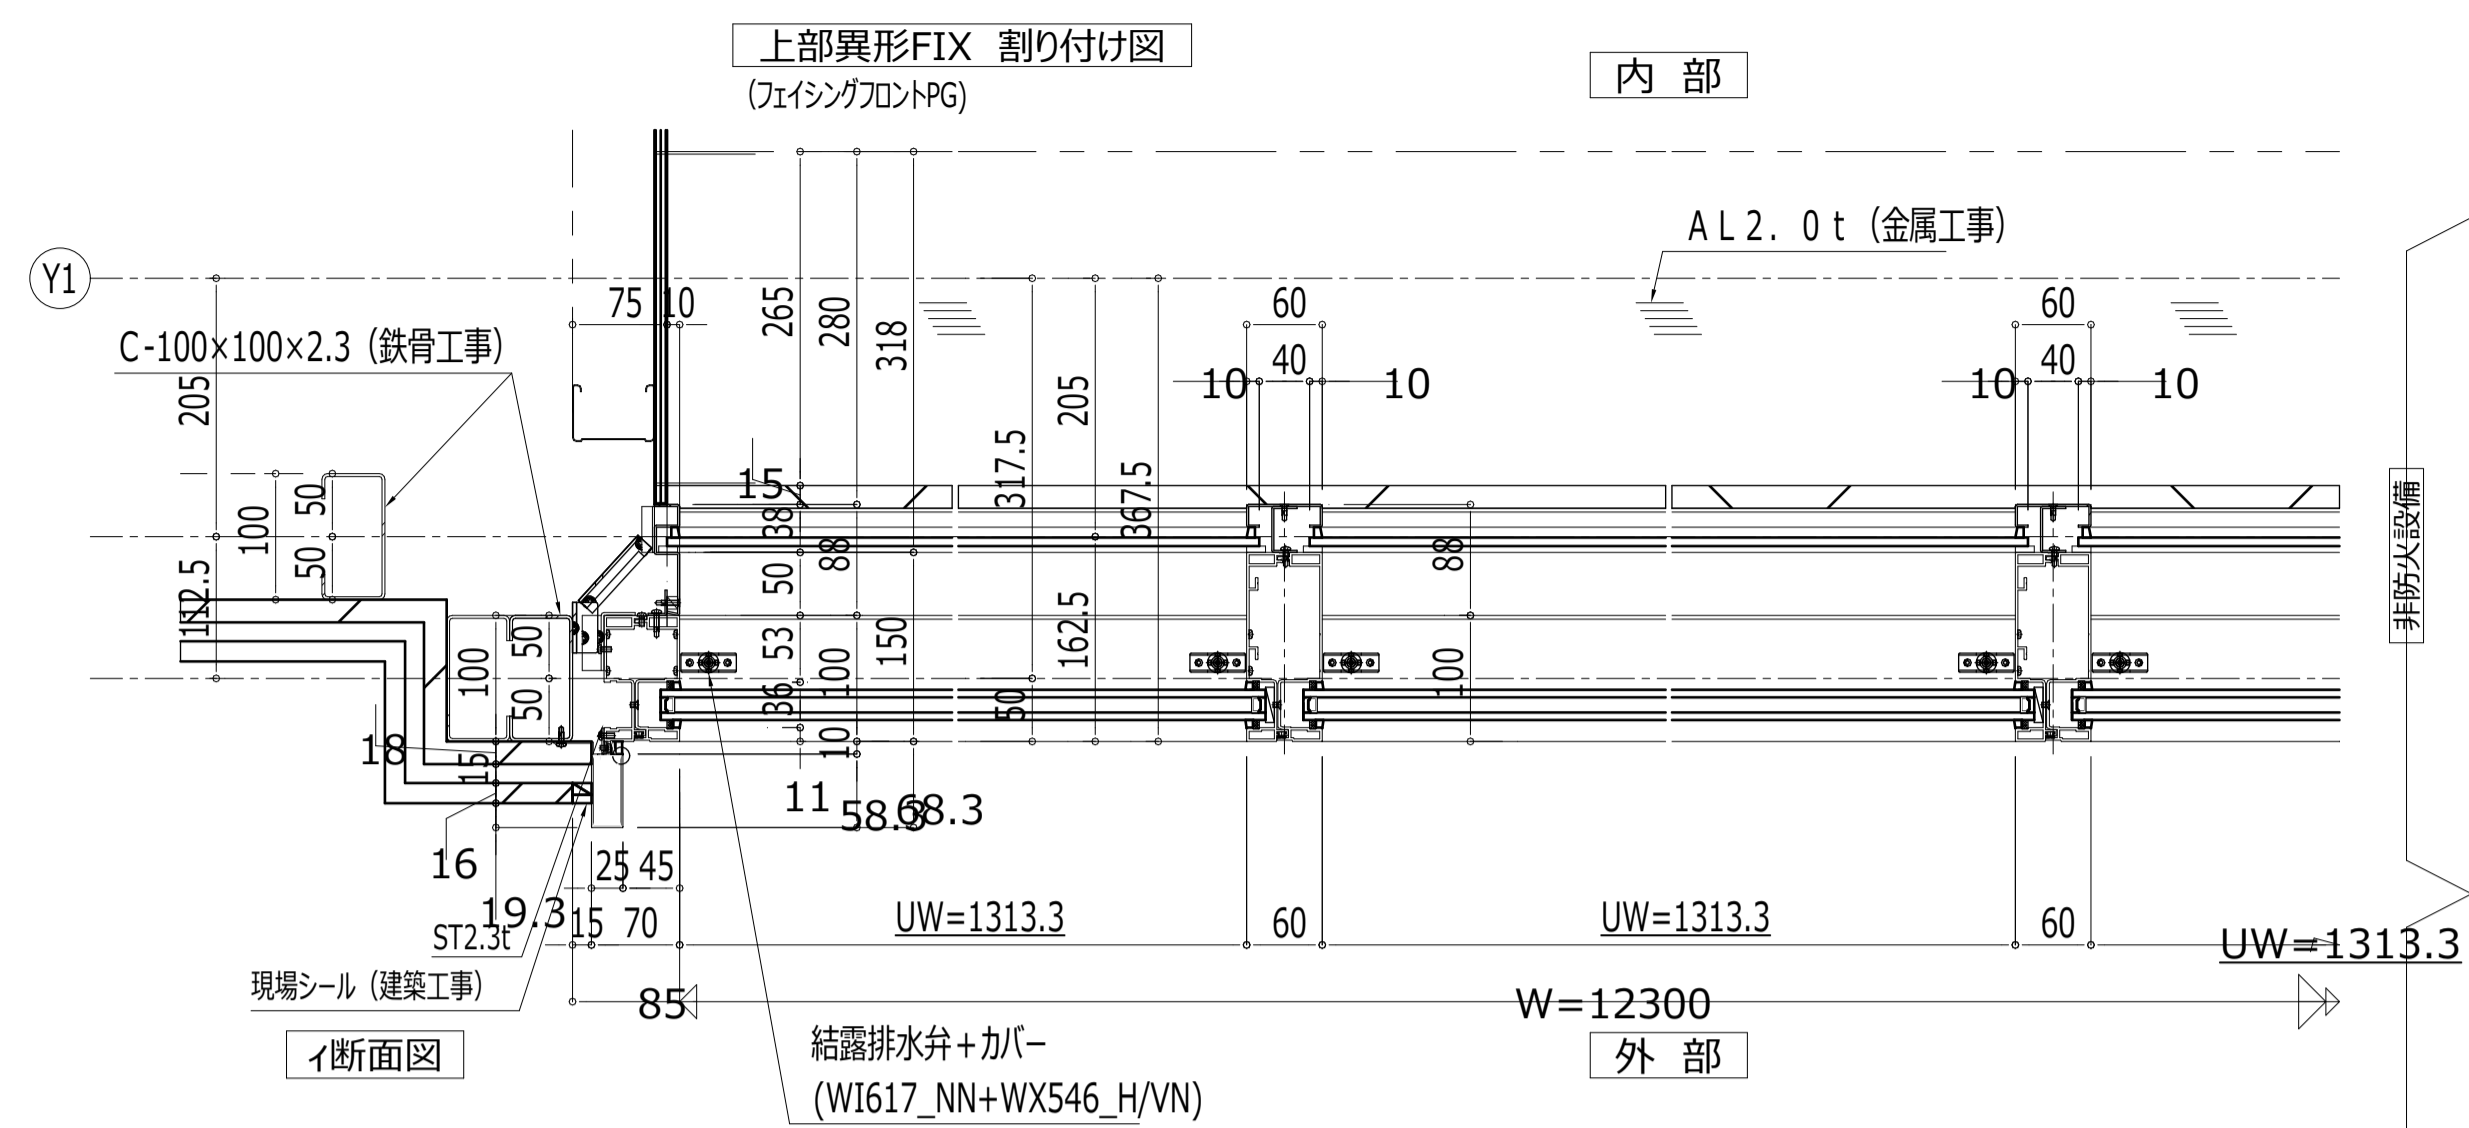 上部異形FIX 割り付け図
(フェイシングフロントPG)
内 部
AL2. 0t (金属工事)
Y1
75 10
265
280
318
60
60
C-100×100×2.3 (鉄骨工事)
205
205
10 40 10
10 40 10
317.5
367.5
15
38
88
88
非防火設備
100
50
50
112.5
50
53
150
162.5
100
50
50
100
36
50
100
18
15
10
11
58.3
68.3
16
25 45
19.3
15 70
UW=1313.3
60
UW=1313.3
60
UW=1313.3
ST2.3t
現場シール (建築工事)
85
W=12300
イ断面図
結露排水弁+カバー
(WI617_NN+WX546_H/VN)
外 部